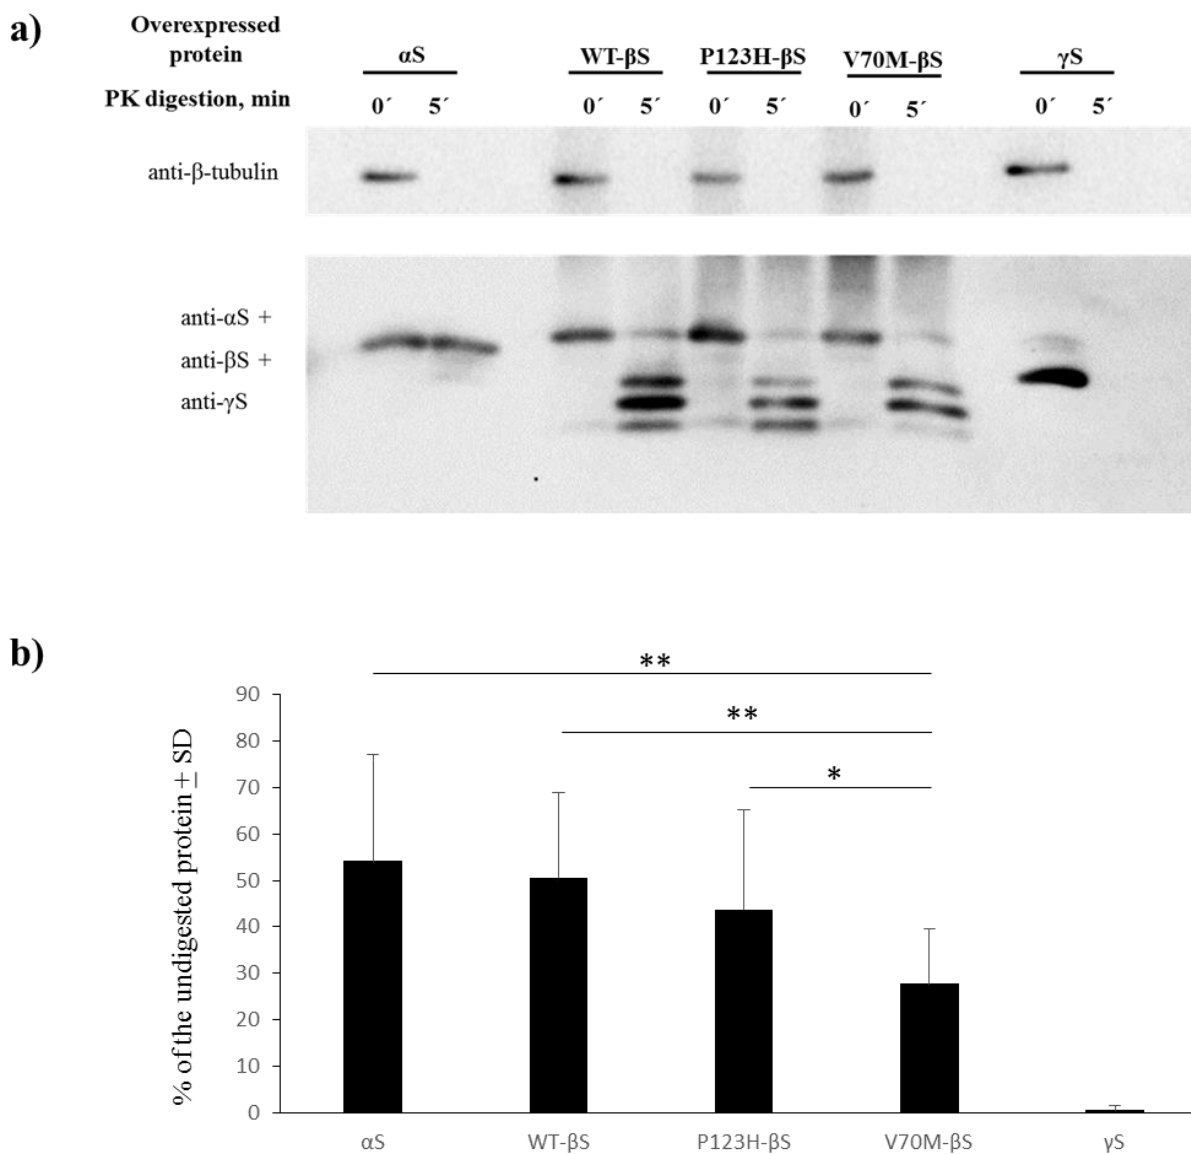 a)
Overexpressed
protein
αS
WT-βS
P123H-βS
V70M-βS
γS
PK digestion, min
0´ 5´ 0´ 5´ 0´ 5´ 0´ 5´ 0´ 5´
anti-β-tubulin
anti-αS +
anti-βS +
anti-γS
b)
**
**
*
% of the undigested protein ± SD
90
80
70
60
50
40
30
20
10
0
αS WT-βS P123H-βS V70M-βS γS